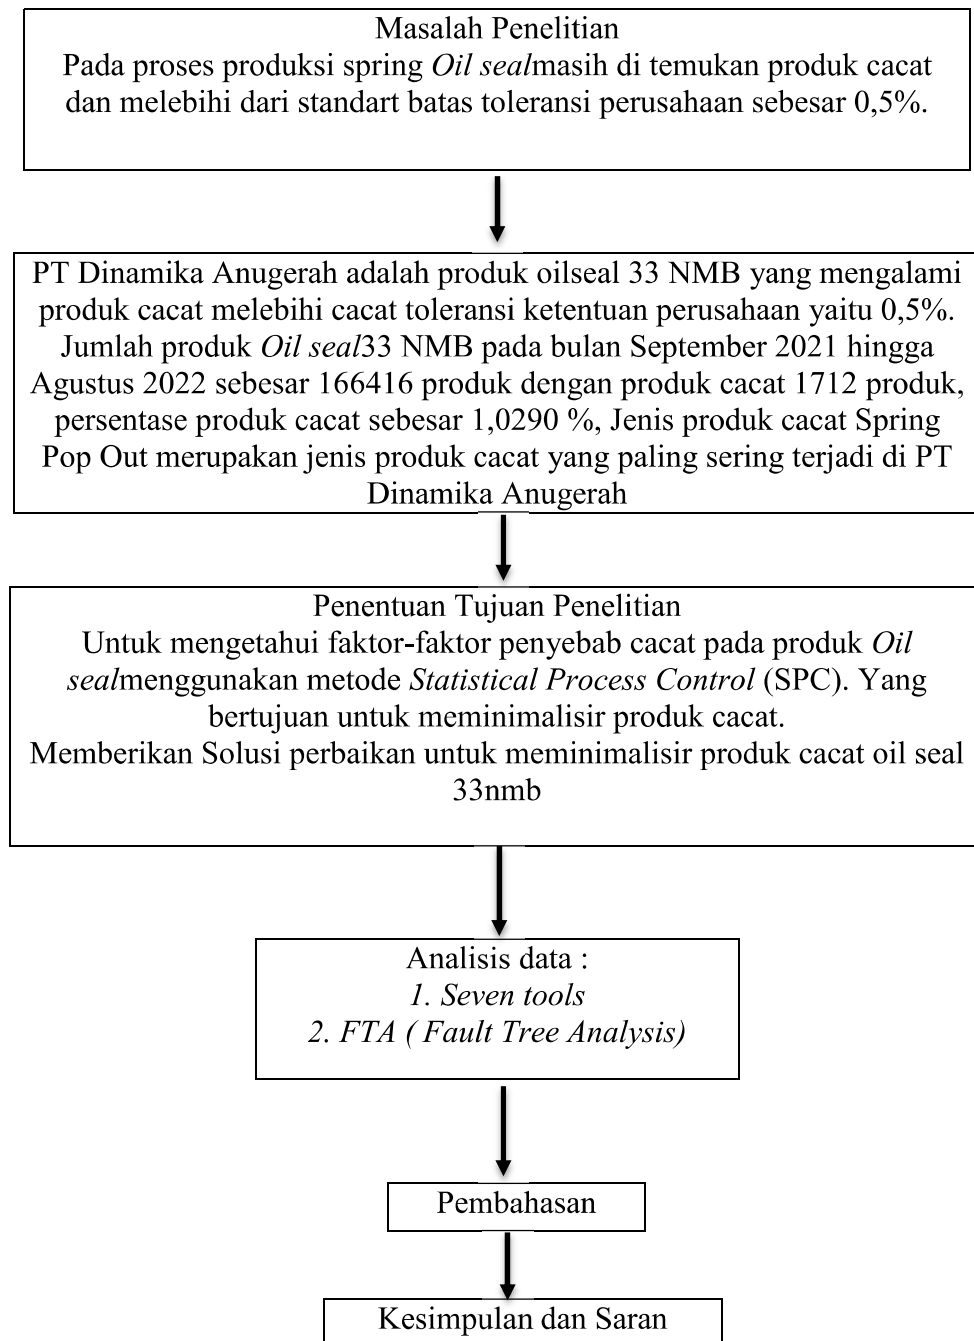 Masalah Penelitian
Pada proses produksi spring Oil sealmasih di temukan produk cacat
dan melebihi dari standart batas toleransi perusahaan sebesar 0,5%.
PT Dinamika Anugerah adalah produk oilseal 33 NMB yang mengalami
produk cacat melebihi cacat toleransi ketentuan perusahaan yaitu 0,5%.
Jumlah produk Oil seal33 NMB pada bulan September 2021 hingga
Agustus 2022 sebesar 166416 produk dengan produk cacat 1712 produk,
persentase produk cacat sebesar 1,0290 %, Jenis produk cacat Spring
Pop Out merupakan jenis produk cacat yang paling sering terjadi di PT
Dinamika Anugerah
Penentuan Tujuan Penelitian
Untuk mengetahui faktor-faktor penyebab cacat pada produk Oil
sealmenggunakan metode Statistical Process Control (SPC). Yang
bertujuan untuk meminimalisir produk cacat.
Memberikan Solusi perbaikan untuk meminimalisir produk cacat oil seal
33nmb
Analisis data :
1. Seven tools
2. FTA ( Fault Tree Analysis)
Pembahasan
Kesimpulan dan Saran